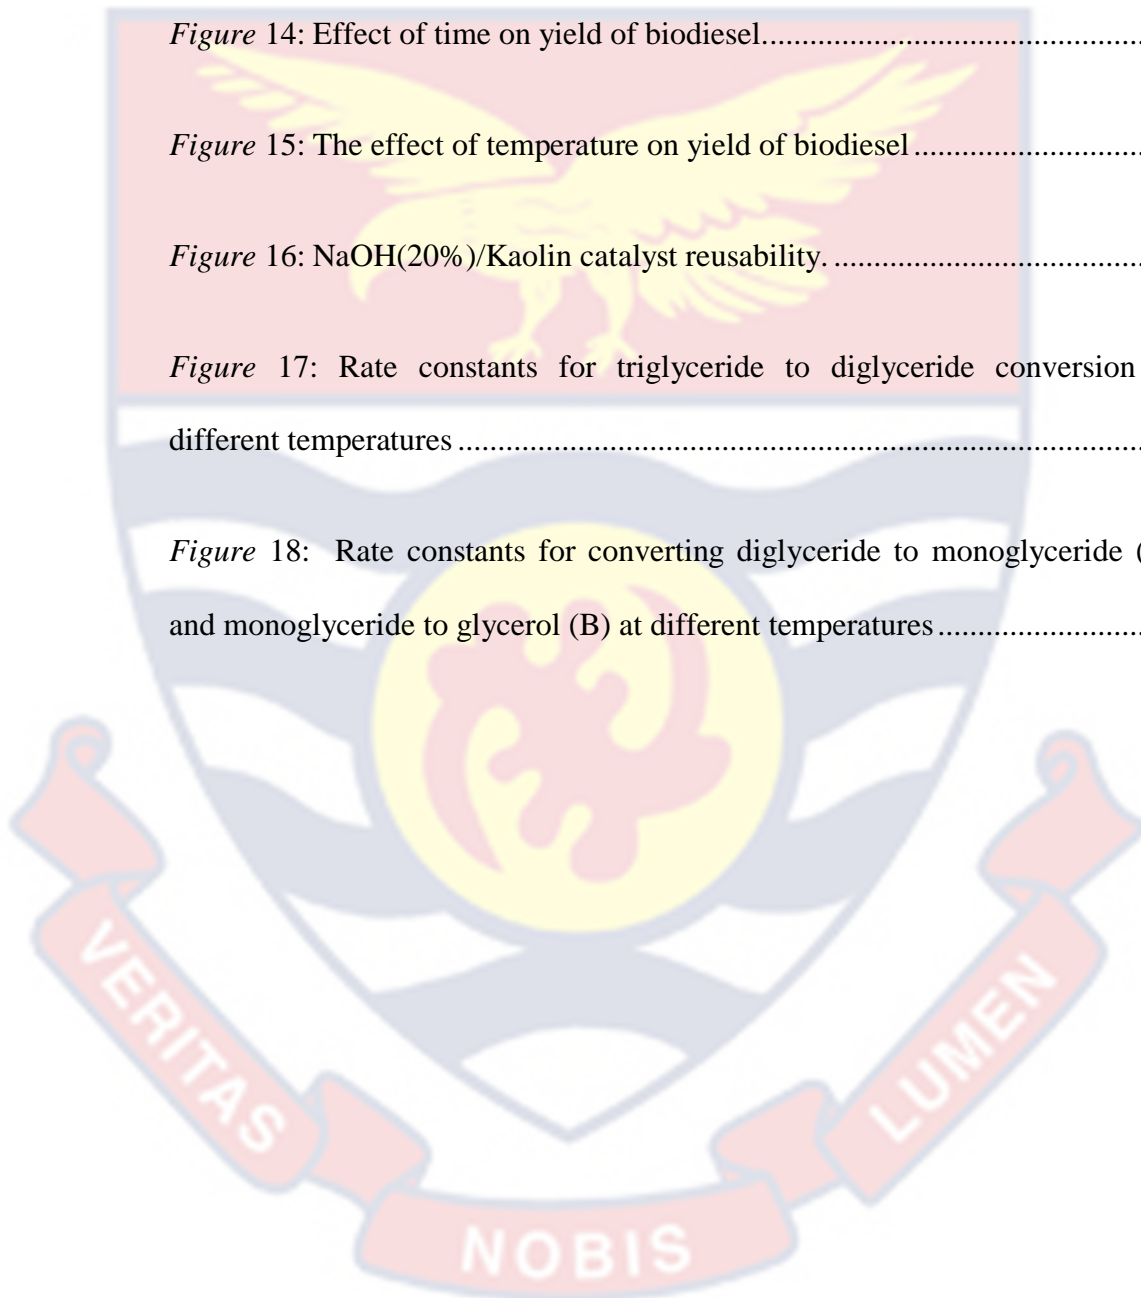 Figure 14: Effect of time on yield of biodiesel...............................................
Figure 15: The effect of temperature on yield of biodiesel............................
Figure 16: NaOH(20%)/Kaolin catalyst reusability. ......................................
Figure 17: Rate constants for triglyceride to diglyceride conversion
different temperatures....................................................................................
Figure 18: Rate constants for converting diglyceride to monoglyceride (
and monoglyceride to glycerol (B) at different temperatures.........................
VERITAS
NOBIS
LUMEN